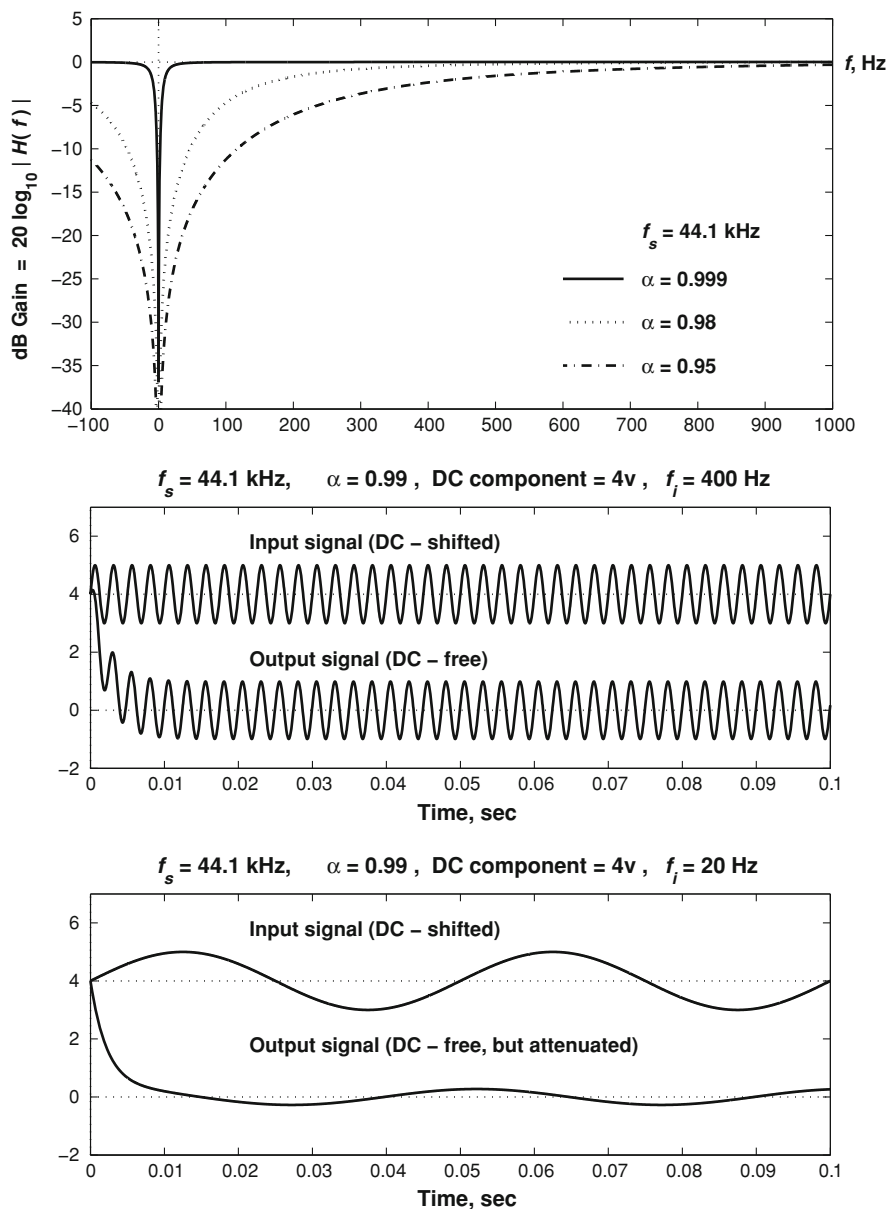 5
0
−5
−10
−15
−20
−25
−30
−35
−40
dB Gain = 20 log10 | H( f ) |
f, Hz
fs = 44.1 kHz
α = 0.999
α = 0.98
α = 0.95
−100 0 100 200 300 400 500 600 700 800 900 1000
fs = 44.1 kHz, α = 0.99 , DC component = 4v , fi = 400 Hz
6
4
2
0
−2
Input signal (DC − shifted)
Output signal (DC − free)
0 0.01 0.02 0.03 0.04 0.05 0.06 0.07 0.08 0.09 0.1
Time, sec
fs = 44.1 kHz, α = 0.99 , DC component = 4v , fi = 20 Hz
6
4
2
0
−2
Input signal (DC − shifted)
Output signal (DC − free, but attenuated)
0 0.01 0.02 0.03 0.04 0.05 0.06 0.07 0.08 0.09 0.1
Time, sec